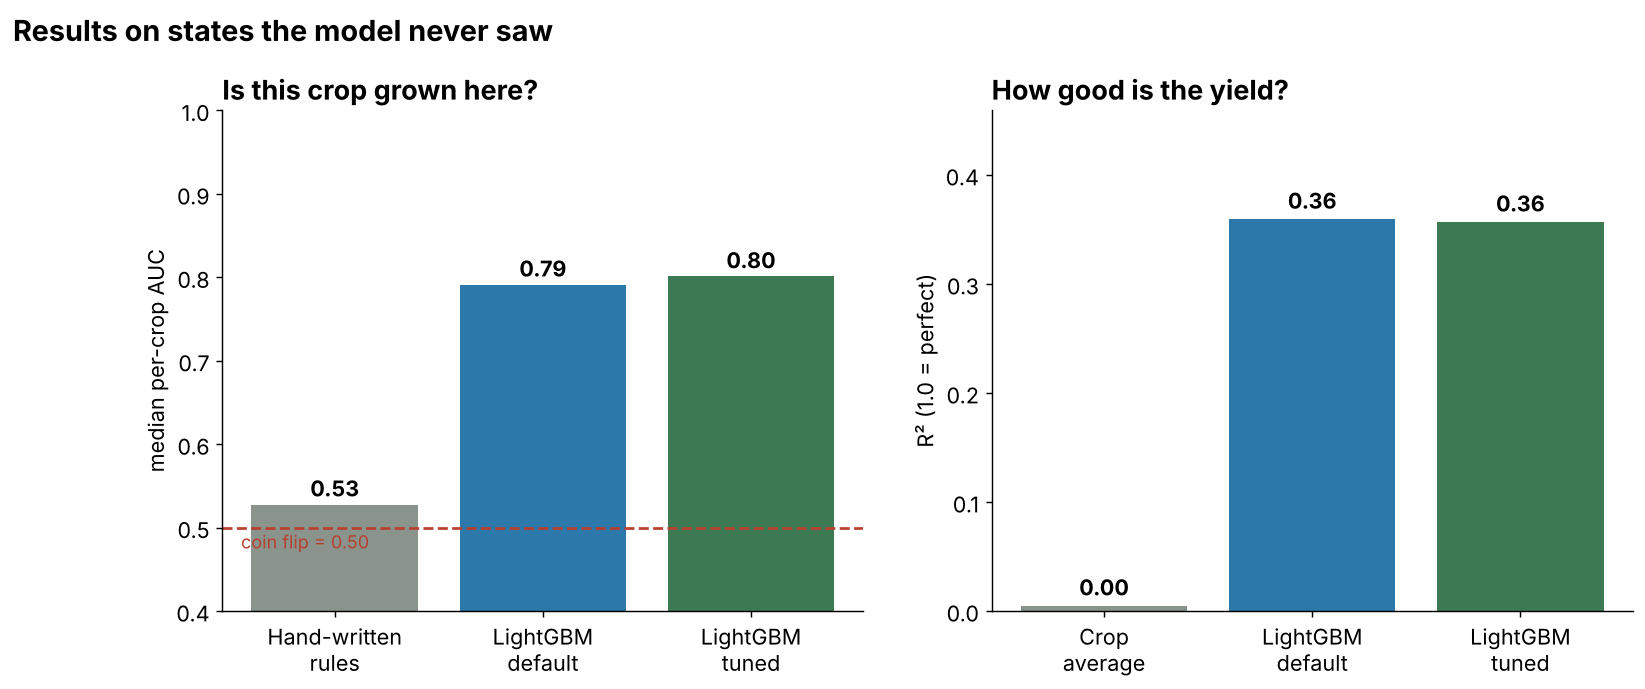 Results on states the model never saw
Is this crop grown here?
1.0
0.9
0.8
0.7
0.6
0.5
0.4
median per-crop AUC
0.53
0.79
0.80
coin flip = 0.50
Hand-written
rules
LightGBM
default
LightGBM
tuned
How good is the yield?
0.4
0.3
0.2
0.1
0.0
R² (1.0 = perfect)
0.00
0.36
0.36
Crop
average
LightGBM
default
LightGBM
tuned